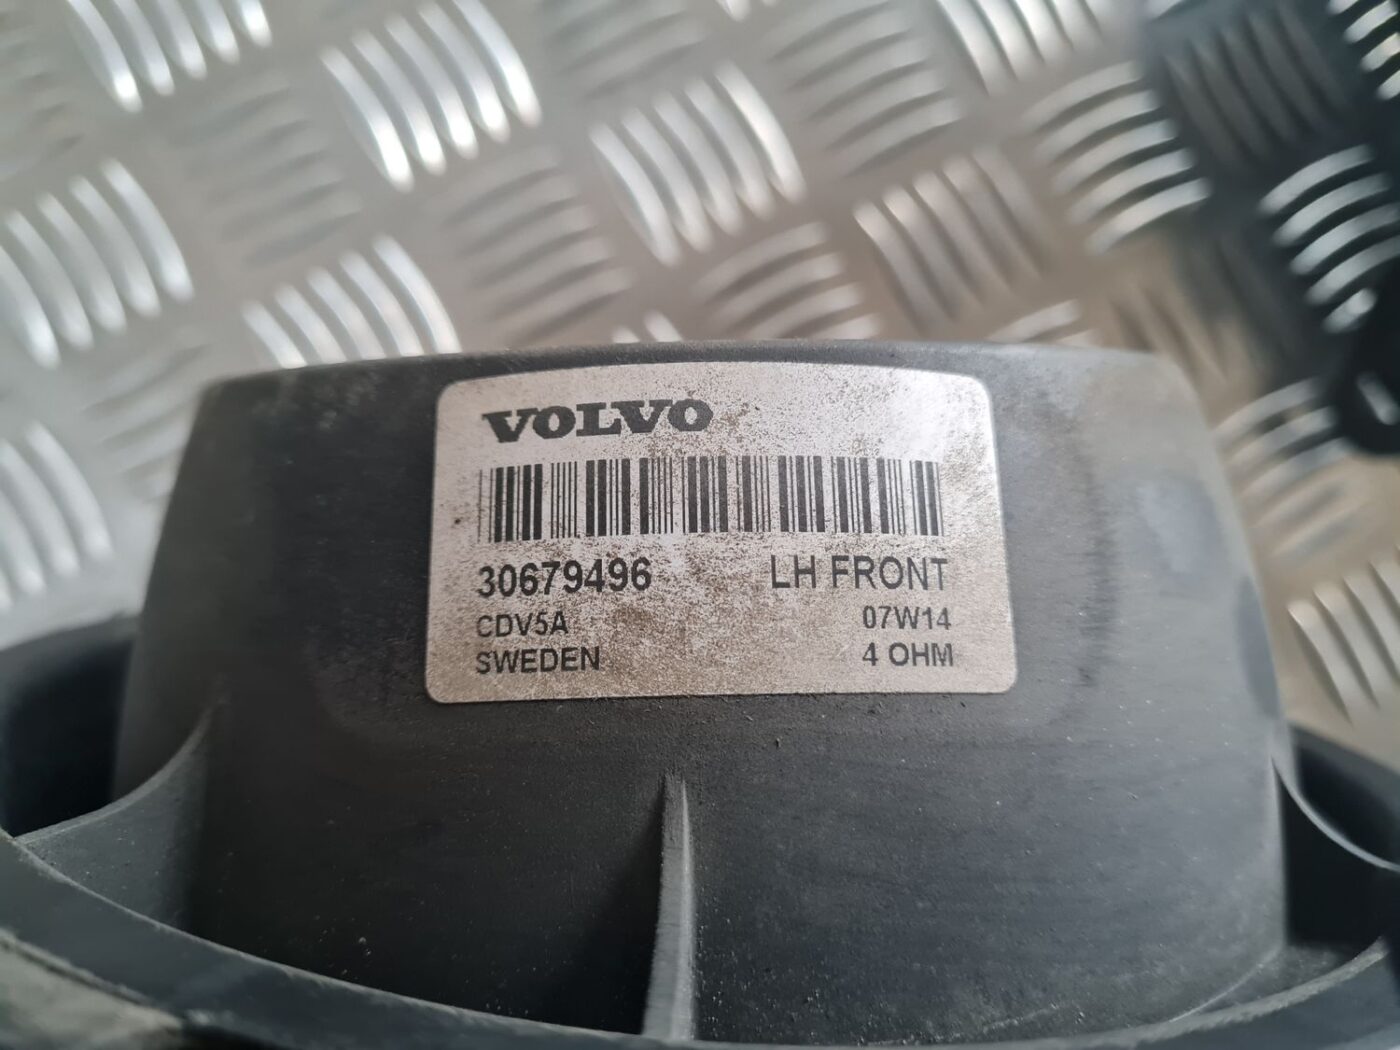 VOLVO
30679496 LH FRONT
CDV5A 07W14
SWEDEN 4 OHM